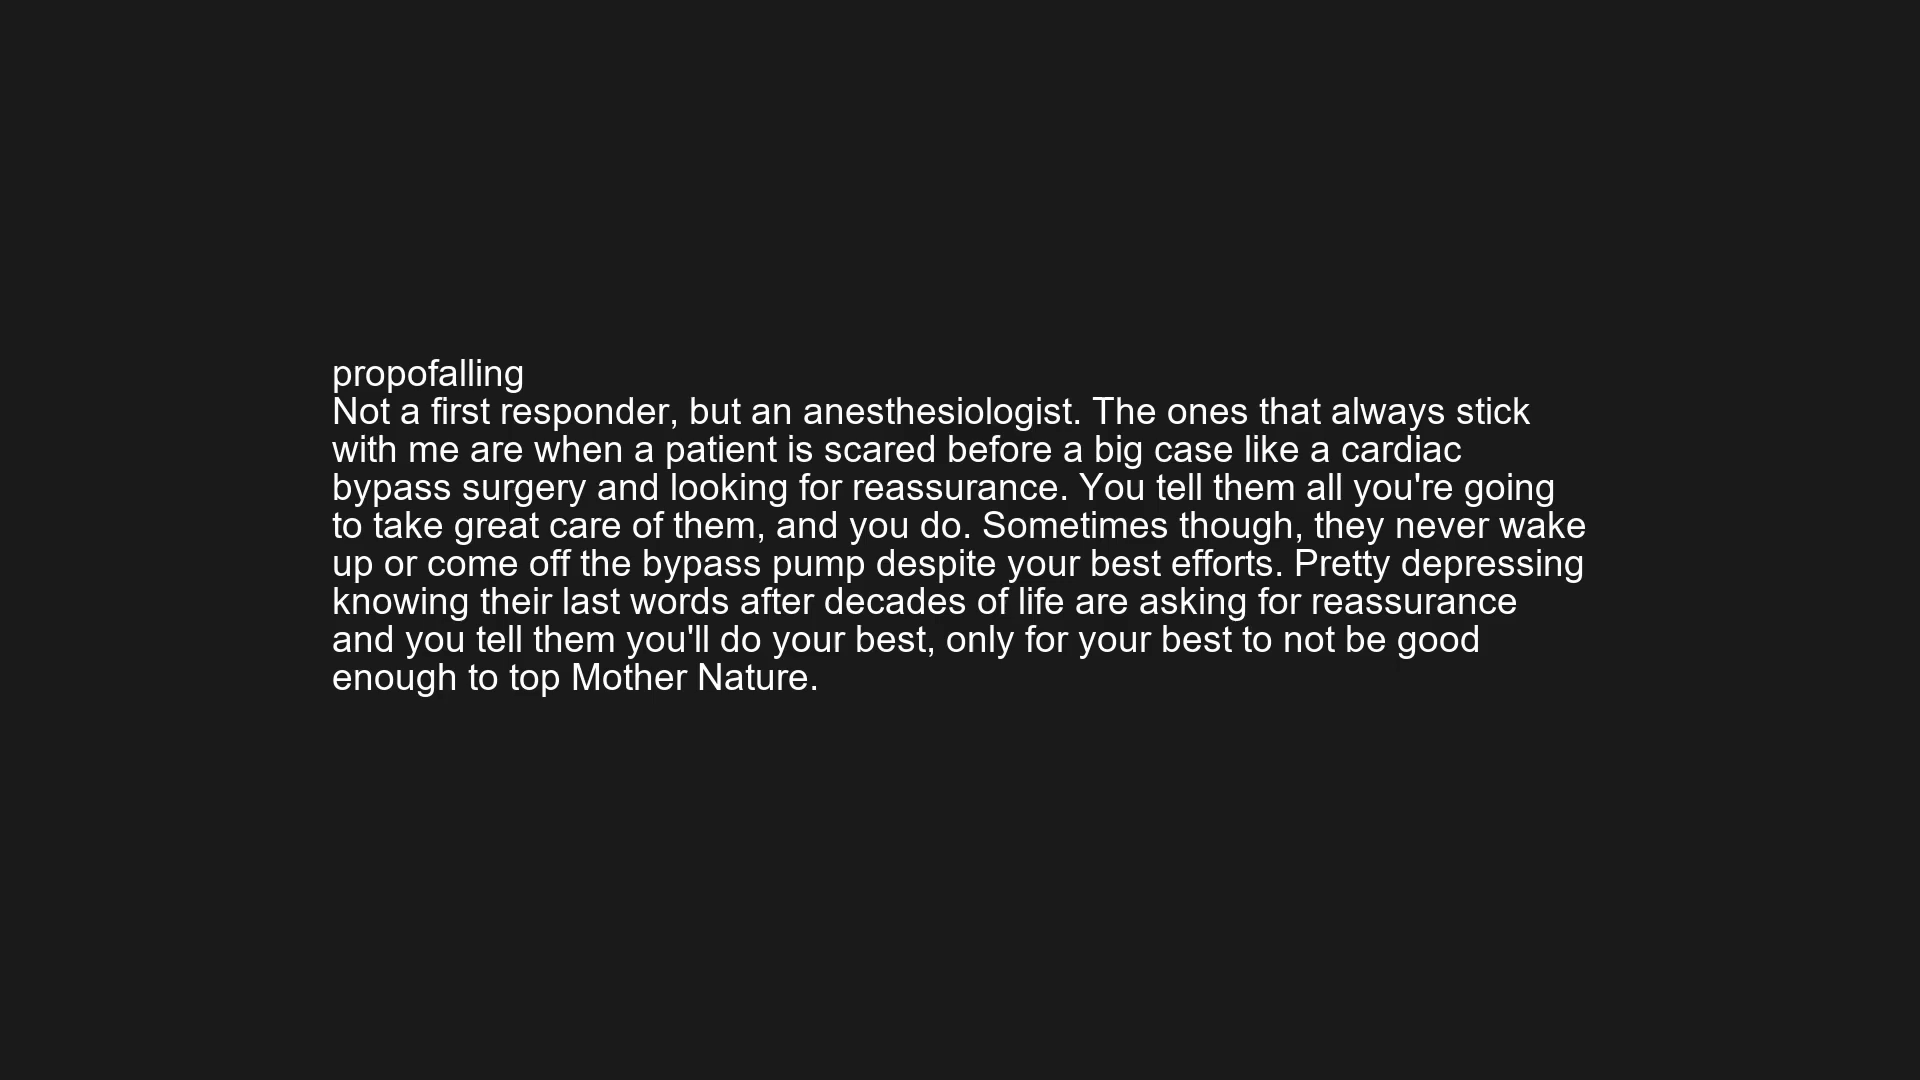 propofalling
Not a first responder, but an anesthesiologist. The ones that always stick
with me are when a patient is scared before a big case like a cardiac
bypass surgery and looking for reassurance. You tell them all you're going
to take great care of them, and you do. Sometimes though, they never wake
up or come off the bypass pump despite your best efforts. Pretty depressing
knowing their last words after decades of life are asking for reassurance
and you tell them you'll do your best, only for your best to not be good
enough to top Mother Nature.